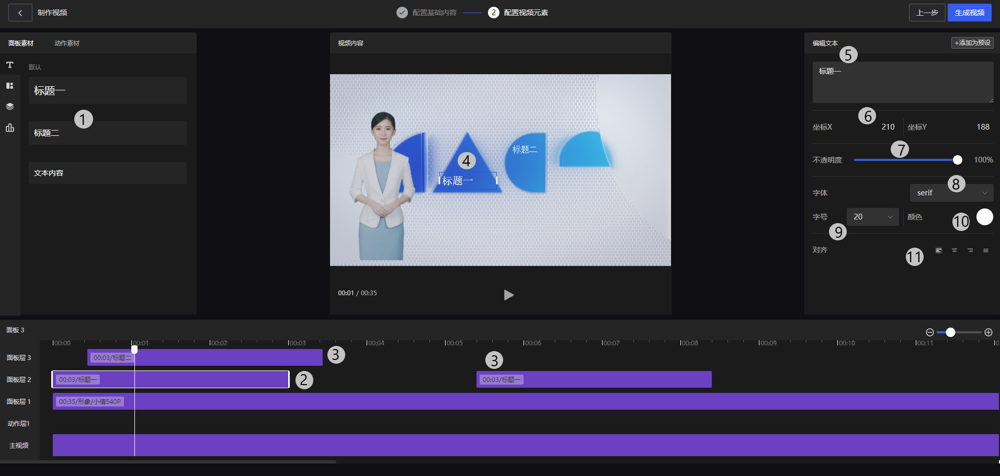 制作视频
配置基础内容
2 配置视频元素
上一步
生成视频
面板素材
动作素材
默认
标题一
1
标题二
文本内容
视频内容
标题二
4
标题一
00:01 / 00:35
编辑文本
+添加为预设
5
标题一
6
坐标X 210
坐标Y 188
7
不透明度 100%
8
字体 serif
字号 20
颜色
10
9
对齐
11
面板 3
00:00 00:01 00:02 00:03 00:04 00:05 00:06 00:07 00:08 00:09 00:10 00:11
面板层 3
00:03/标题二
3
3
面板层 2
00:03/标题一
2
00:03/标题一
面板层 1
00:35/形象/小倩540P
动作层1
主视频